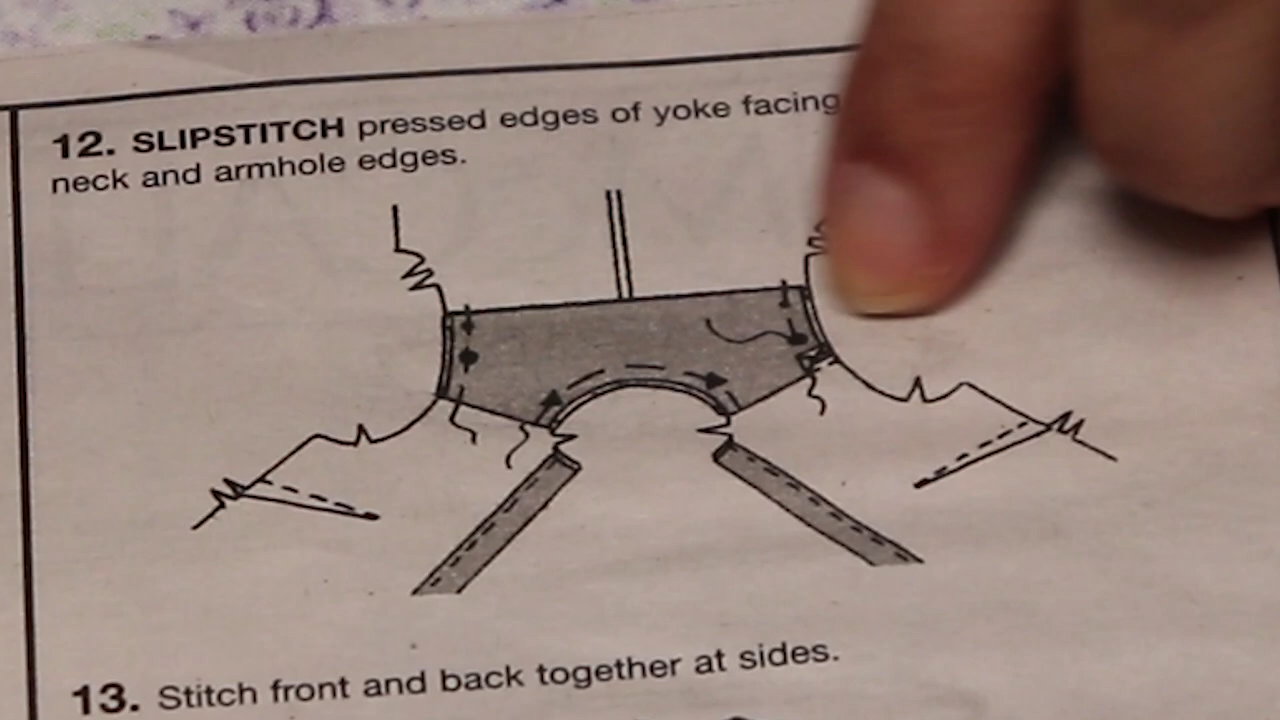 12. SLIPSTITCH pressed edges of yoke facing
neck and armhole edges.
13. Stitch front and back together at sides.